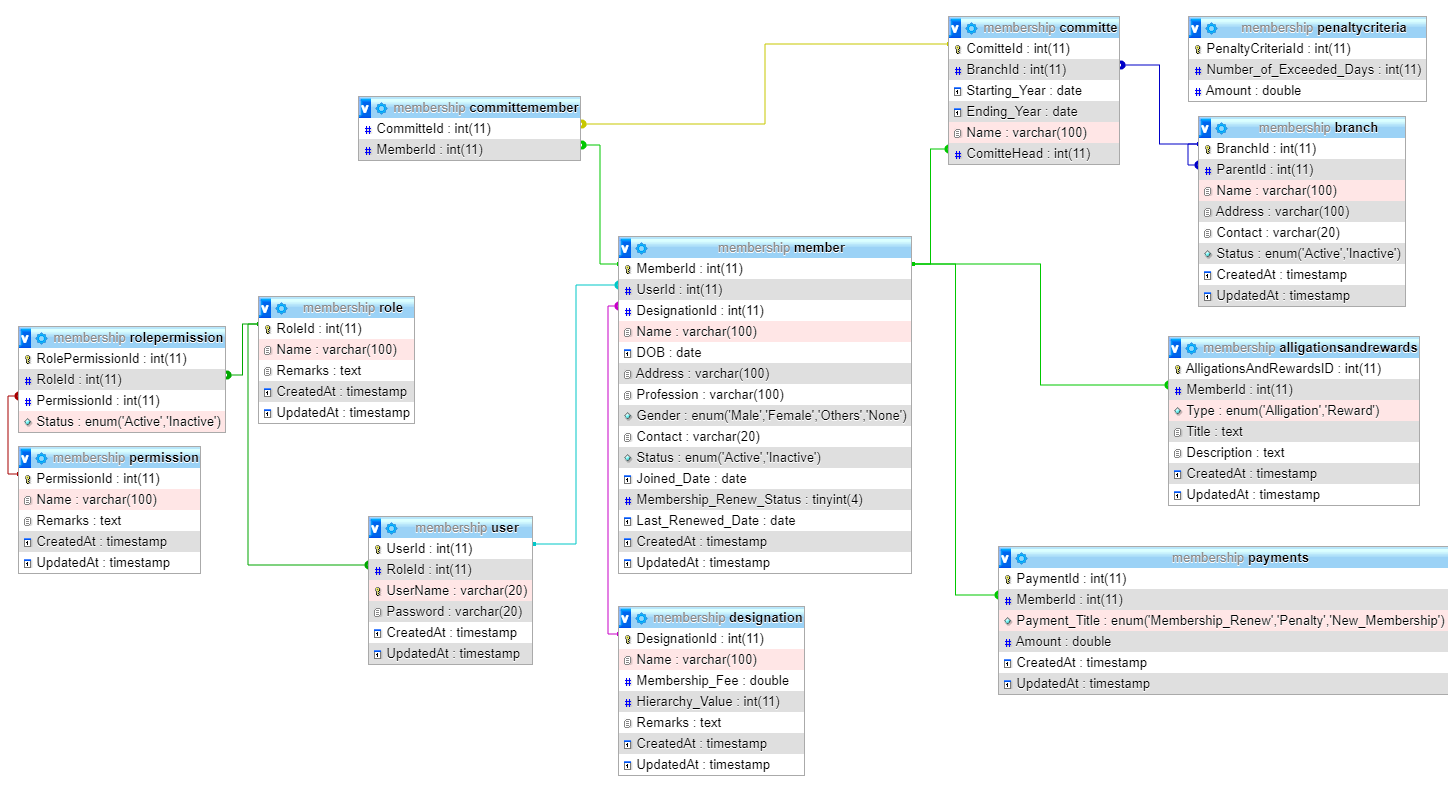 membership committe
ComitteId : int(11)
BranchId : int(11)
Starting_Year : date
Ending_Year : date
Name : varchar(100)
ComitteHead : int(11)
membership penaltycriteria
PenaltyCriteriaId : int(11)
Number_of_Exceeded_Days : int(11)
Amount : double
membership committemember
CommitteId : int(11)
MemberId : int(11)
membership branch
BranchId : int(11)
ParentId : int(11)
Name : varchar(100)
Address : varchar(100)
Contact : varchar(20)
Status : enum('Active','Inactive')
CreatedAt : timestamp
UpdatedAt : timestamp
membership member
MemberId : int(11)
UserId : int(11)
DesignationId : int(11)
Name : varchar(100)
DOB : date
Address : varchar(100)
Profession : varchar(100)
Gender : enum('Male','Female','Others','None')
Contact : varchar(20)
Status : enum('Active','Inactive')
Joined_Date : date
Membership_Renew_Status : tinyint(4)
Last_Renewed_Date : date
CreatedAt : timestamp
UpdatedAt : timestamp
membership role
RoleId : int(11)
Name : varchar(100)
Remarks : text
CreatedAt : timestamp
UpdatedAt : timestamp
membership rolepermission
RolePermissionId : int(11)
RoleId : int(11)
PermissionId : int(11)
Status : enum('Active','Inactive')
membership alligationsandrewards
AlligationsAndRewardsID : int(11)
MemberId : int(11)
Type : enum('Alligation','Reward')
Title : text
Description : text
CreatedAt : timestamp
UpdatedAt : timestamp
membership permission
PermissionId : int(11)
Name : varchar(100)
Remarks : text
CreatedAt : timestamp
UpdatedAt : timestamp
membership user
UserId : int(11)
RoleId : int(11)
UserName : varchar(20)
Password : varchar(20)
CreatedAt : timestamp
UpdatedAt : timestamp
membership payments
PaymentId : int(11)
MemberId : int(11)
Payment_Title : enum('Membership_Renew','Penalty','New_Membership')
Amount : double
CreatedAt : timestamp
UpdatedAt : timestamp
membership designation
DesignationId : int(11)
Name : varchar(100)
Membership_Fee : double
Hierarchy_Value : int(11)
Remarks : text
CreatedAt : timestamp
UpdatedAt : timestamp